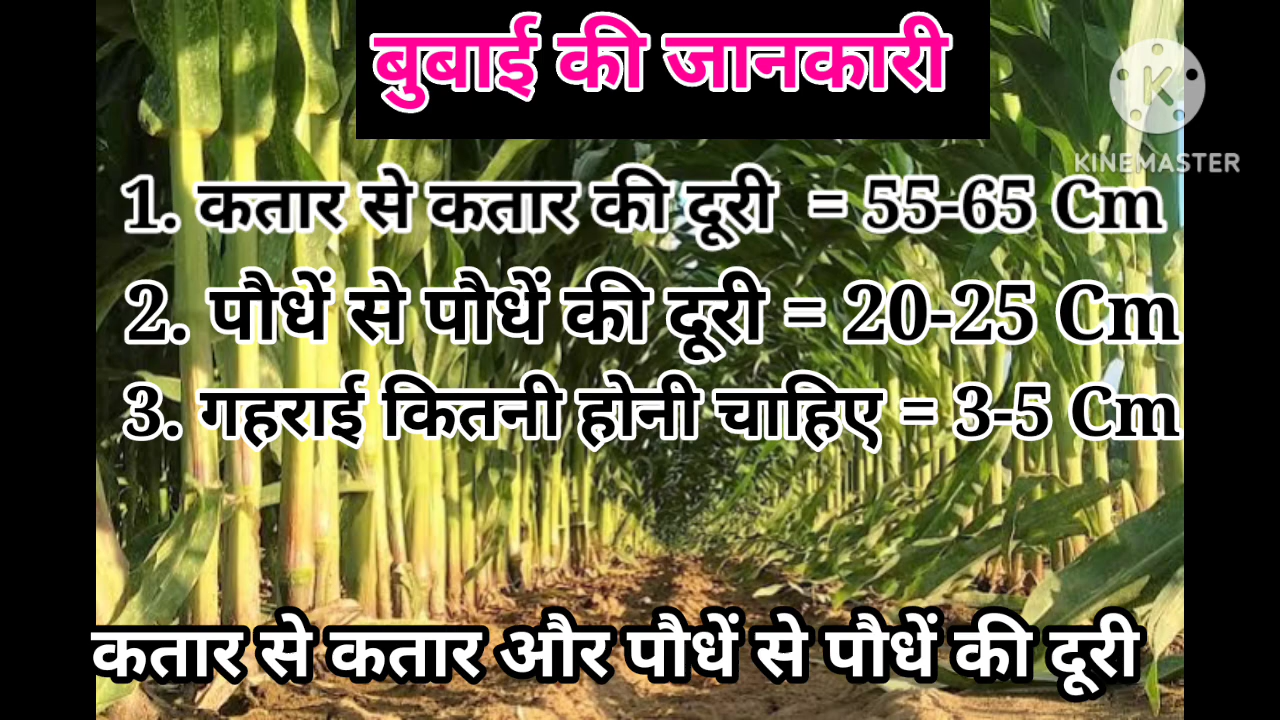 बुबाई की जानकारी
KINEMASTER
1. कतार से कतार की दूरी = 55-65 Cm
2. पौधें से पौधें की दूरी = 20-25 Cm
3. गहराई कितनी होनी चाहिए = 3-5 Cm
कतार से कतार और पौधें से पौधें की दूरी